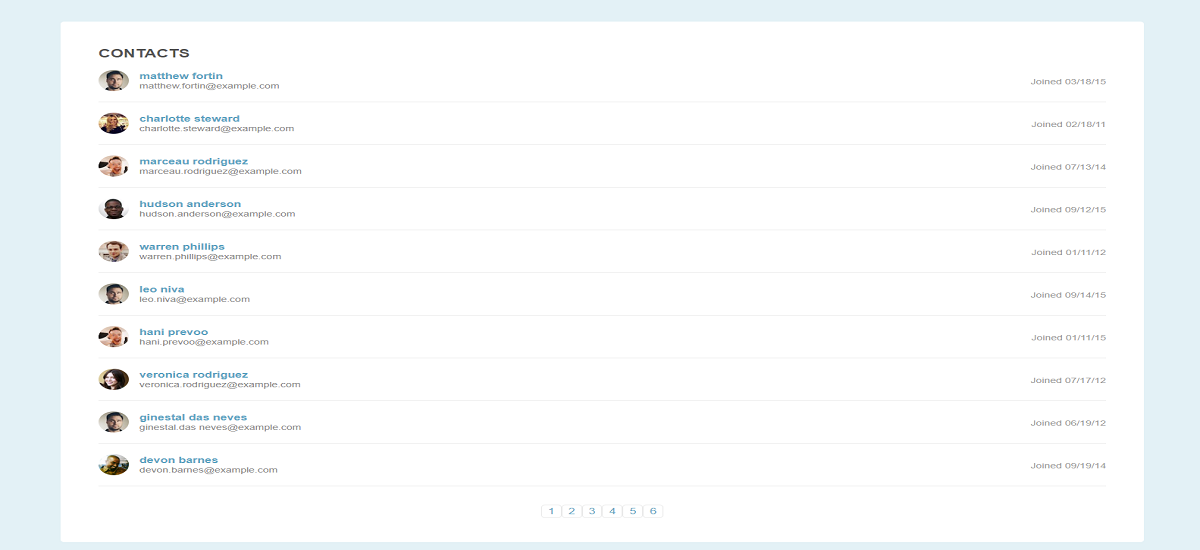 CONTACTS
matthew fortin
matthew.fortin@example.com
Joined 03/18/15
charlotte steward
charlotte.steward@example.com
Joined 02/18/11
marceau rodriguez
marceau.rodriguez@example.com
Joined 07/13/14
hudson anderson
hudson.anderson@example.com
Joined 09/12/15
warren phillips
warren.phillips@example.com
Joined 01/11/12
leo niva
leo.niva@example.com
Joined 09/14/15
hani prevoo
hani.prevoo@example.com
Joined 01/11/15
veronica rodriguez
veronica.rodriguez@example.com
Joined 07/17/12
ginestal das neves
ginestal.das neves@example.com
Joined 06/19/12
devon barnes
devon.barnes@example.com
Joined 09/19/14
1 2 3 4 5 6